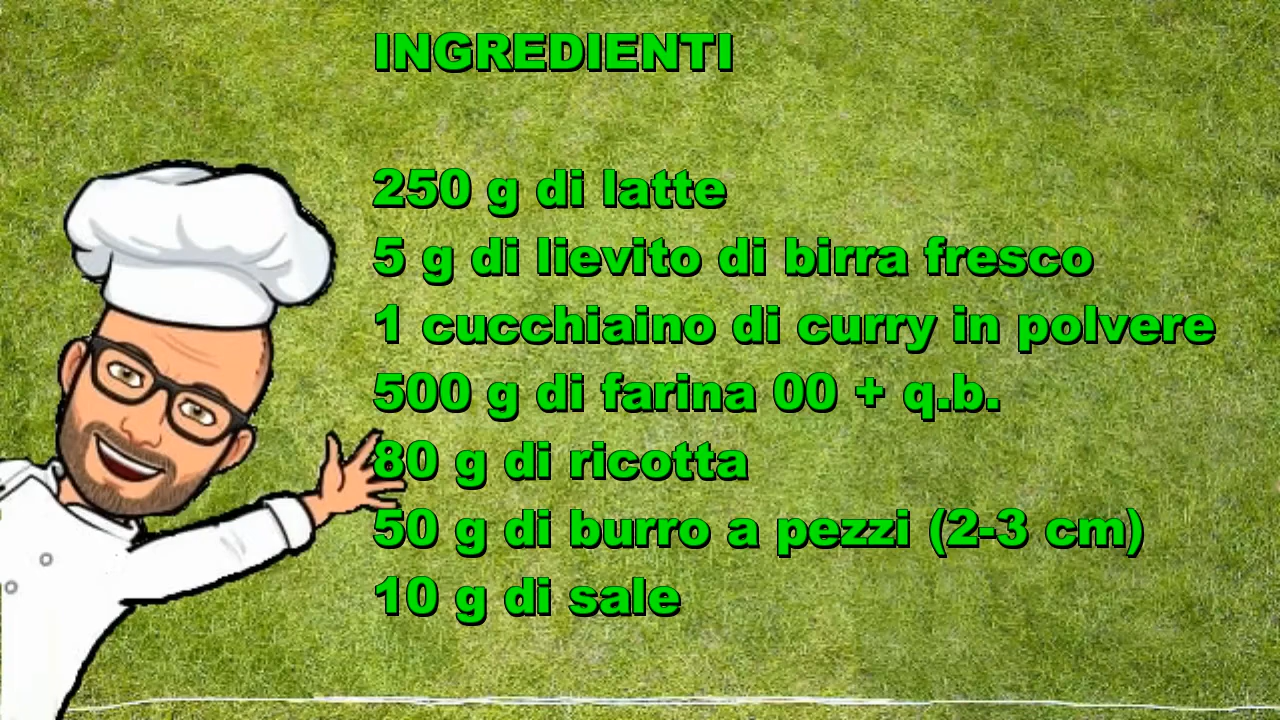 INGREDIENTI
250 g di latte
5 g di lievito di birra fresco
1 cucchiaino di curry in polvere
500 g di farina 00 + q.b.
80 g di ricotta
50 g di burro a pezzi (2-3 cm)
10 g di sale